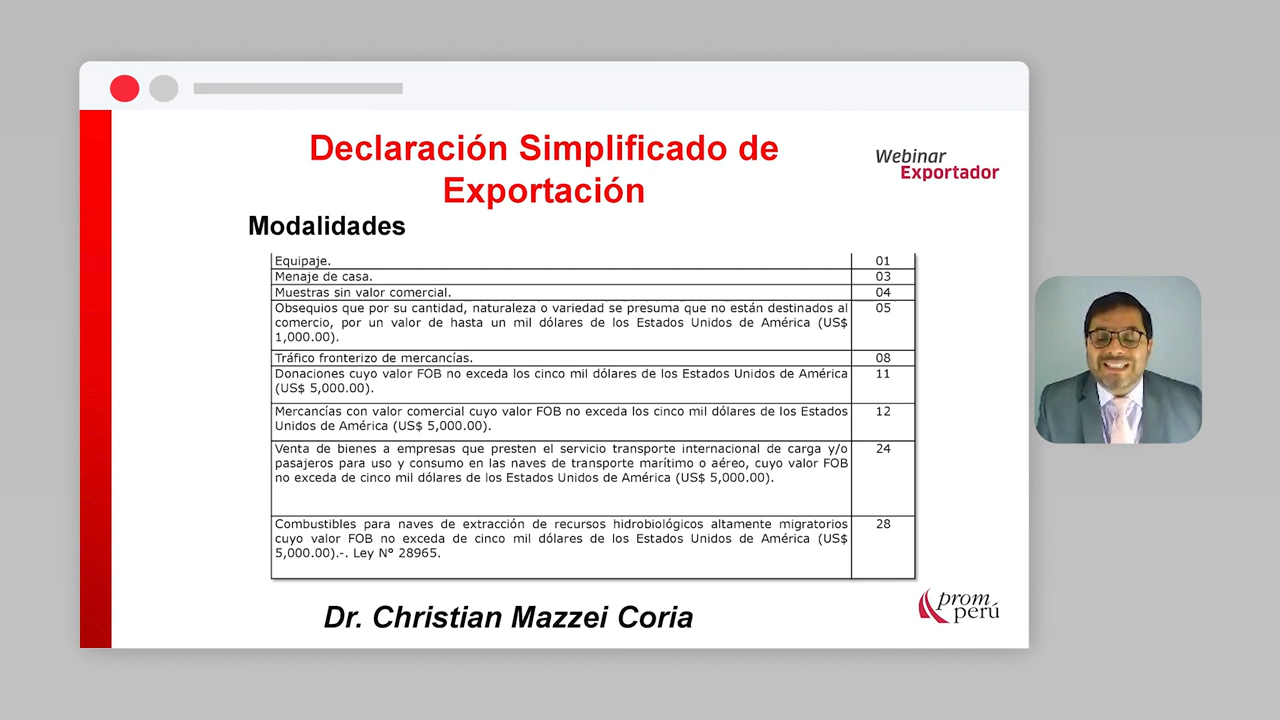 Declaración Simplificado de
Exportación
Webinar
Exportador
Modalidades
Equipaje. 01
Menaje de casa. 03
Muestras sin valor comercial. 04
Obsequios que por su cantidad, naturaleza o variedad se presuma que no están destinados al 05
comercio, por un valor de hasta un mil dólares de los Estados Unidos de América (US$
1,000.00).
Tráfico fronterizo de mercancías. 08
Donaciones cuyo valor FOB no exceda los cinco mil dólares de los Estados Unidos de América 11
(US$ 5,000.00).
Mercancías con valor comercial cuyo valor FOB no exceda los cinco mil dólares de los Estados 12
Unidos de América (US$ 5,000.00).
Venta de bienes a empresas que presten el servicio transporte internacional de carga y/o 24
pasajeros para uso y consumo en las naves de transporte marítimo o aéreo, cuyo valor FOB
no exceda de cinco mil dólares de los Estados Unidos de América (US$ 5,000.00).
Combustibles para naves de extracción de recursos hidrobiológicos altamente migratorios 28
cuyo valor FOB no exceda de cinco mil dólares de los Estados Unidos de América (US$
5,000.00).-. Ley N° 28965.
Dr. Christian Mazzei Coria
prom
perú